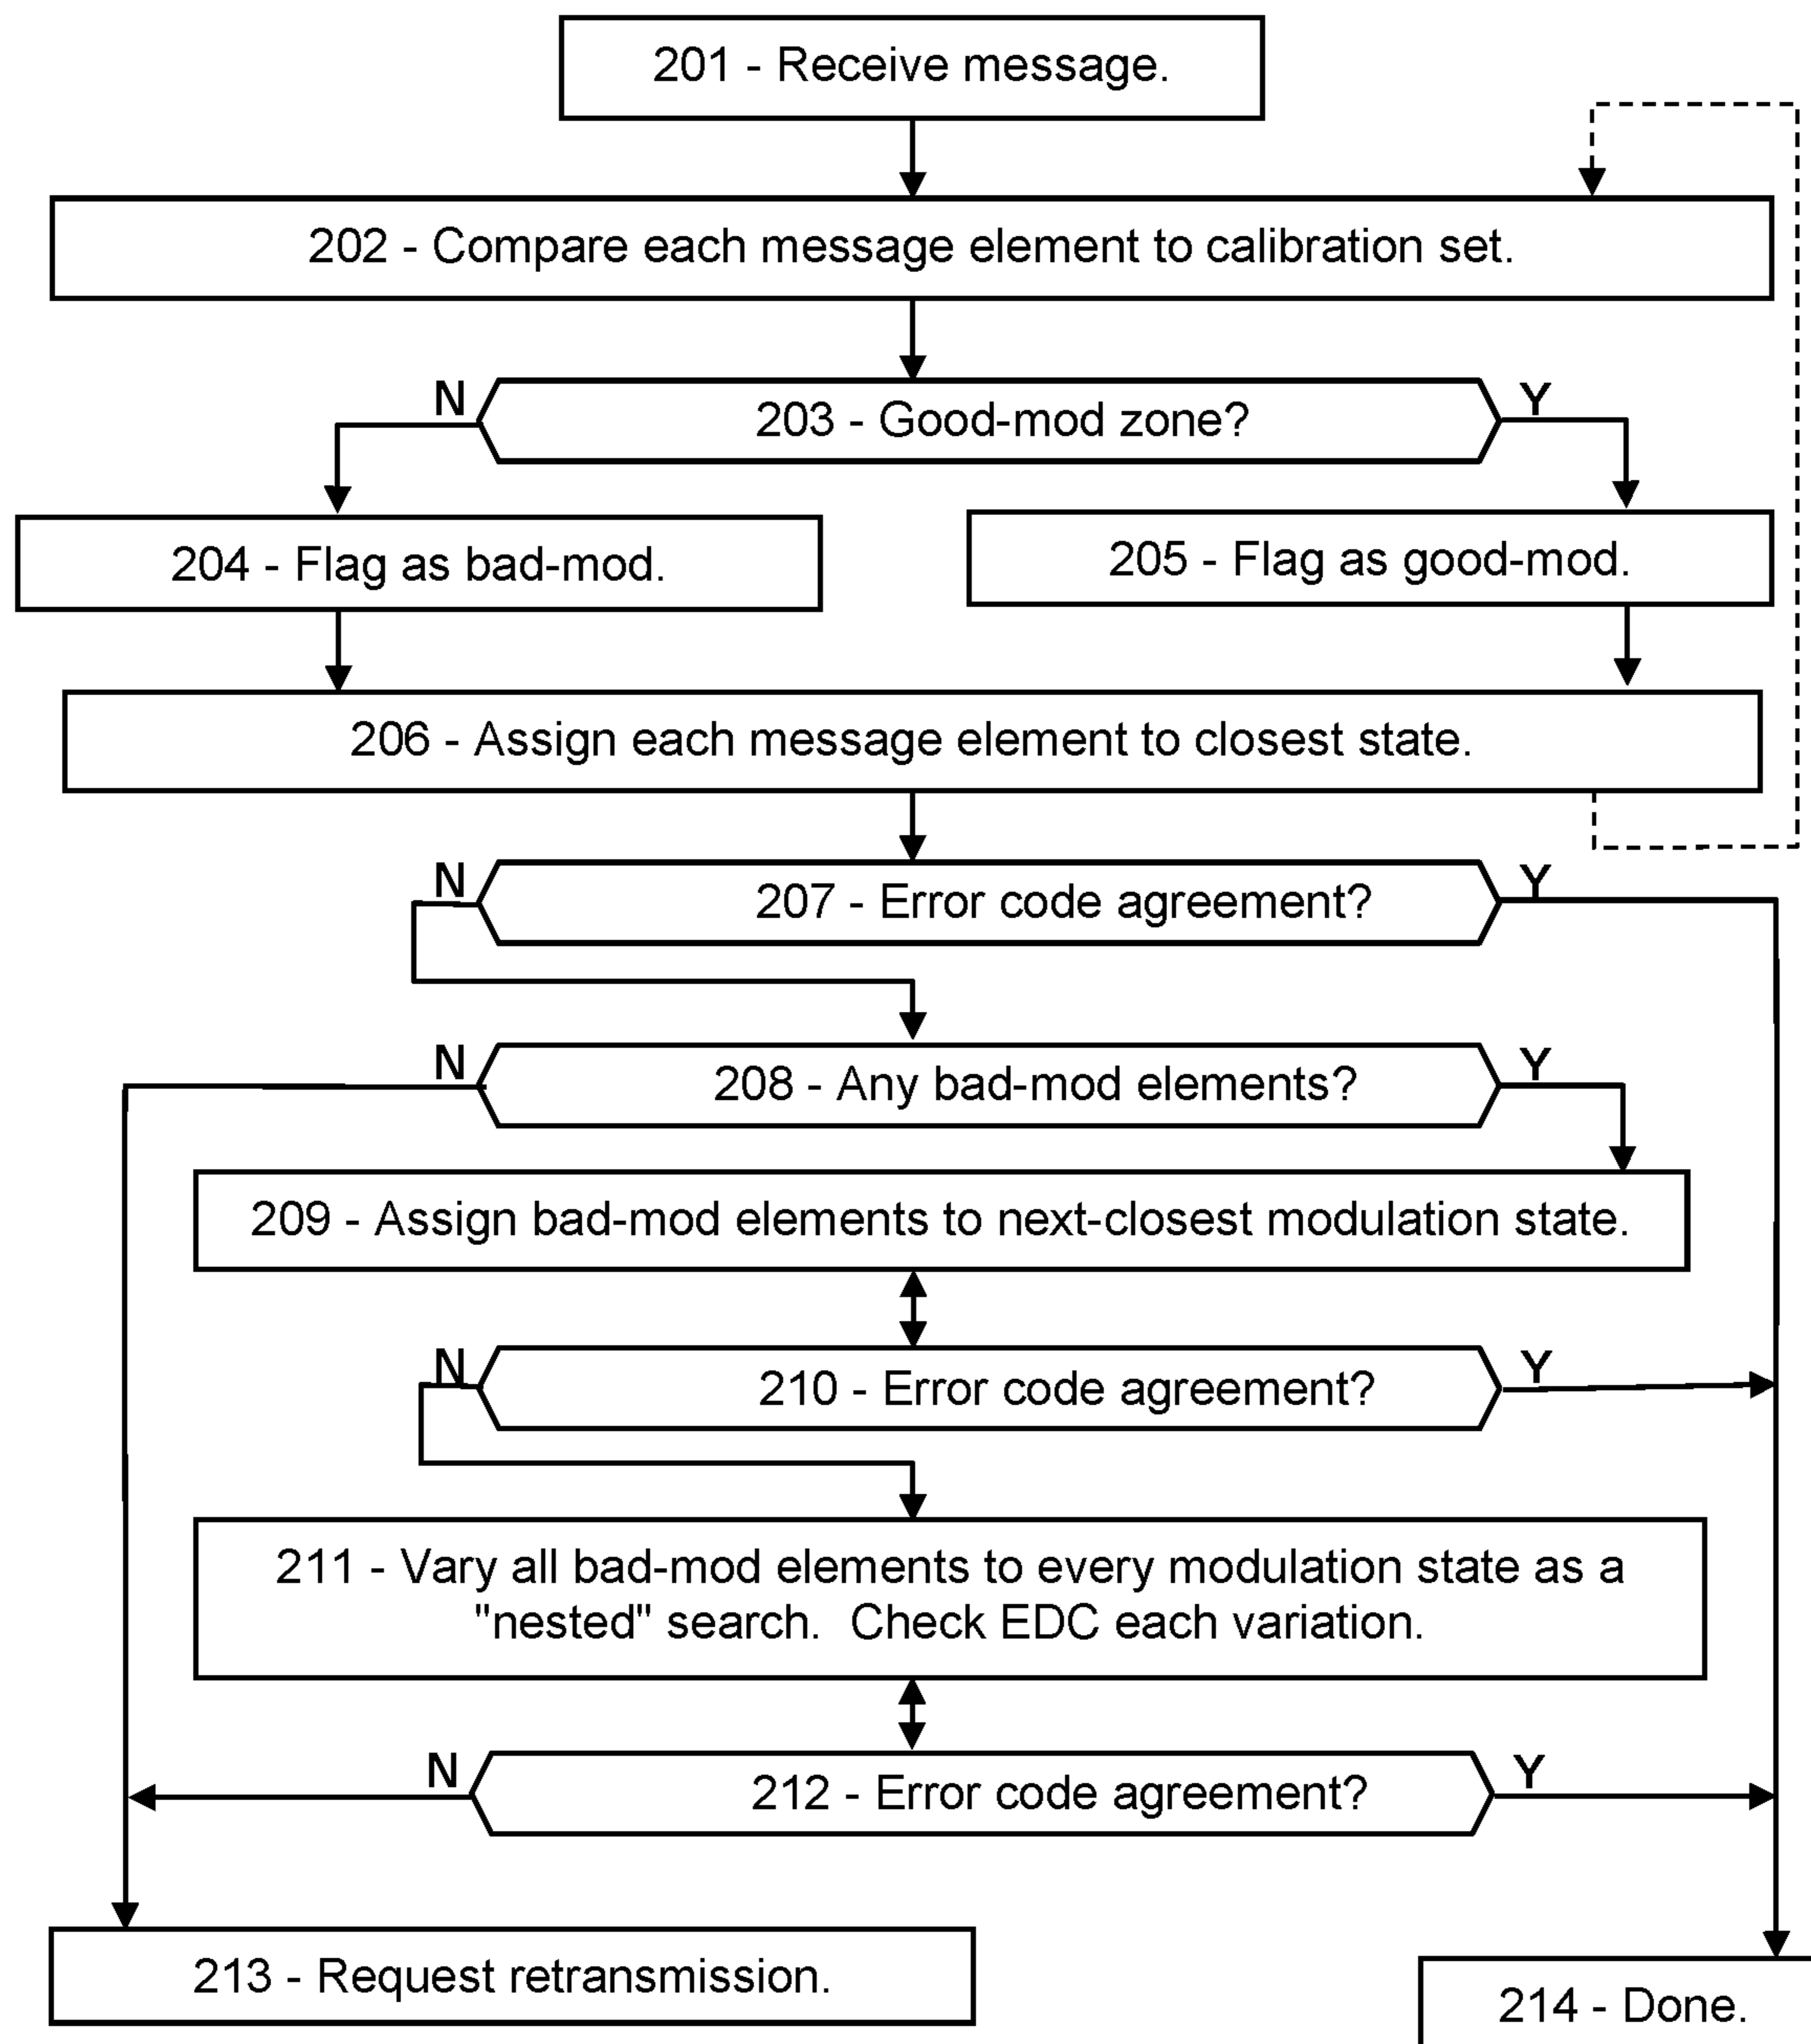 201 - Receive message.
202 - Compare each message element to calibration set.
N
Y
203 - Good-mod zone?
204 - Flag as bad-mod.
205 - Flag as good-mod.
206 - Assign each message element to closest state.
N
Y
207 - Error code agreement?
N
Y
208 - Any bad-mod elements?
209 - Assign bad-mod elements to next-closest modulation state.
N
Y
210 - Error code agreement?
211 - Vary all bad-mod elements to every modulation state as a
"nested" search.  Check EDC each variation.
N
Y
212 - Error code agreement?
213 - Request retransmission.
214 - Done.